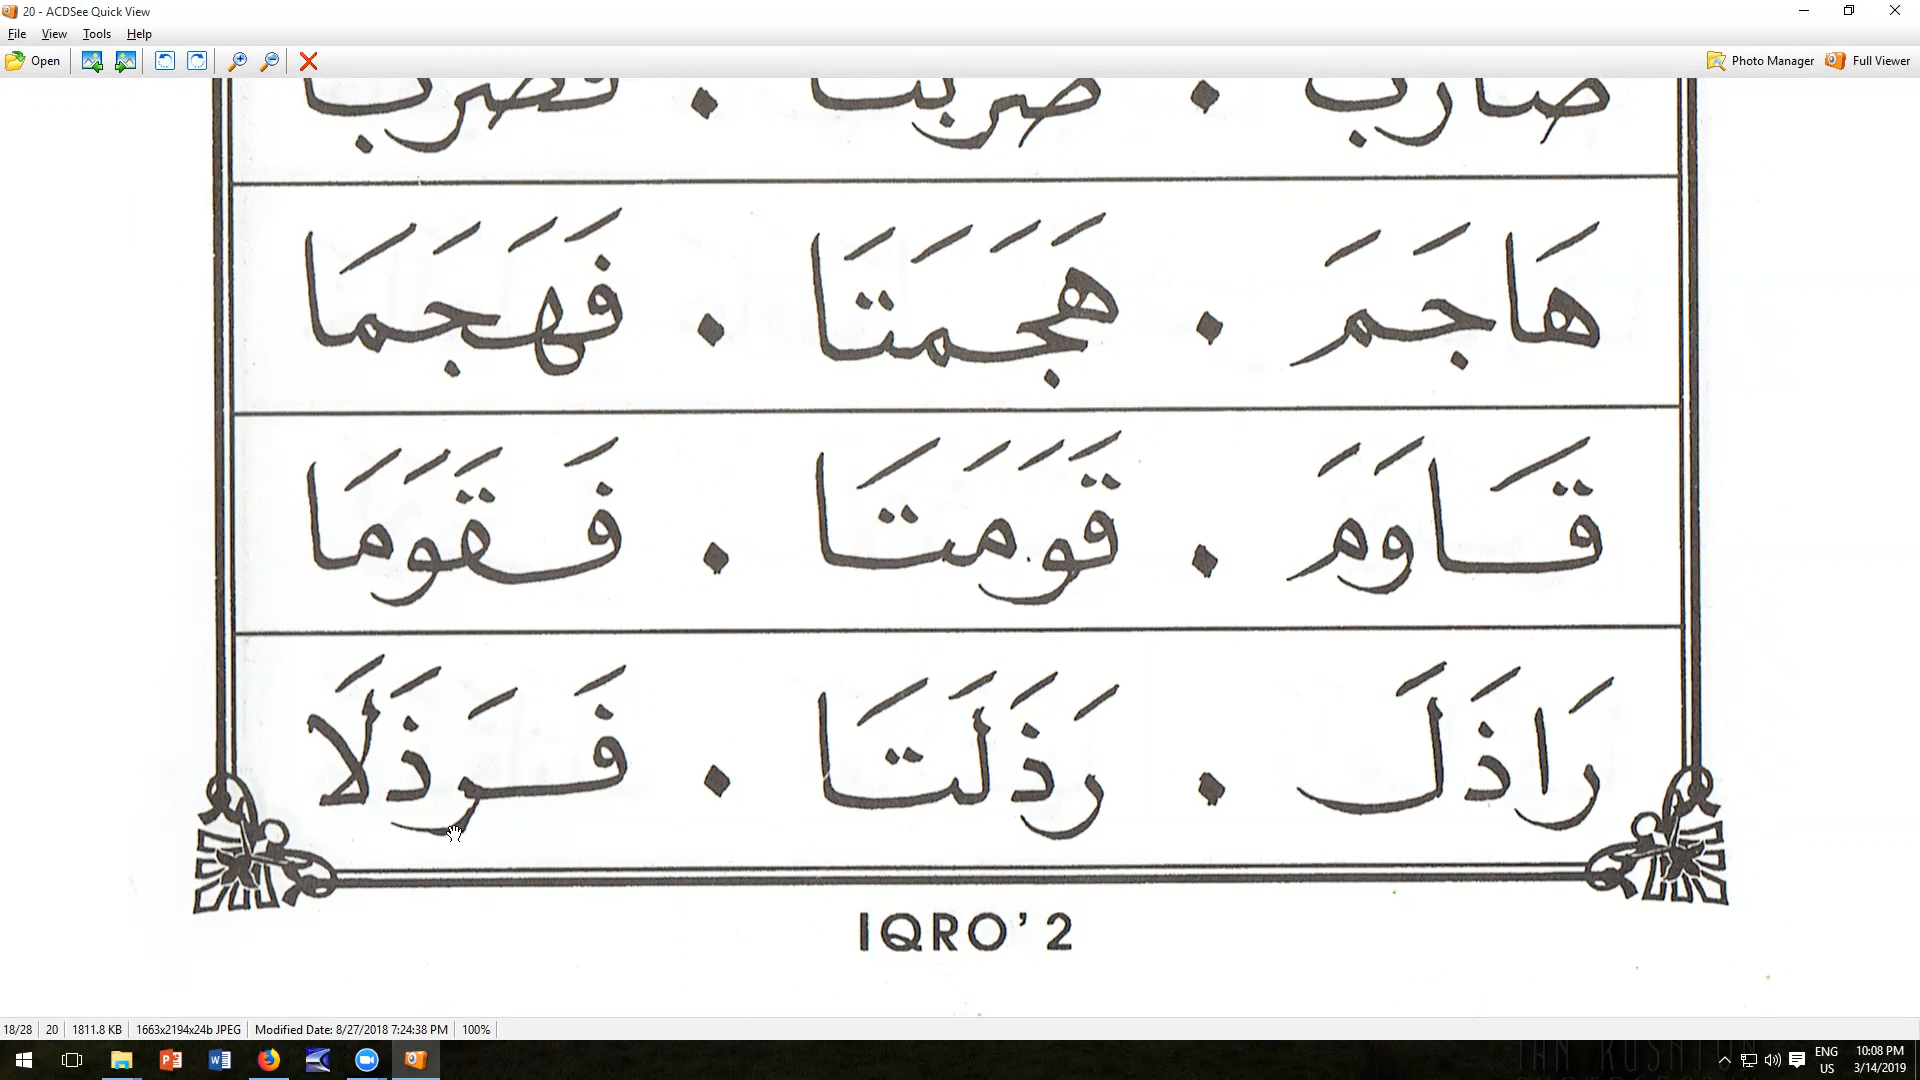 20 - ACDSee Quick View
File View Tools Help
Open Photo Manager Full Viewer
هَاجَمَ . هَجَمَتَا . فَهَجَمَا
قَاوَمَ . قَوَمَتَا . فَقَوَمَا
رَاذَلَ . رَذَلَتَا . فَرَذَلَا
IQRO' 2
18/28 20 1811.8 KB 1663x2194x24b JPEG Modified Date: 8/27/2018 7:24:38 PM 100%
ENG 10:08 PM
US 3/14/2019